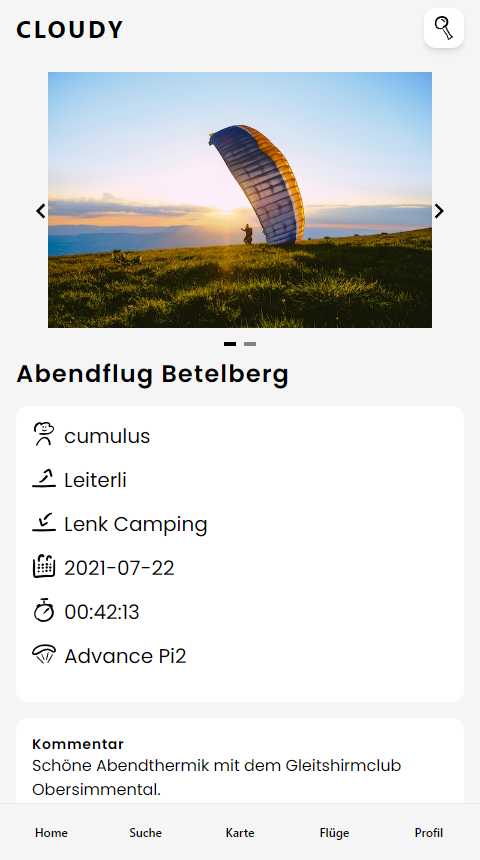 CLOUDY
Abendflug Betelberg
cumulus
Leiterli
Lenk Camping
2021-07-22
00:42:13
Advance Pi2
Kommentar
Schöne Abendthermik mit dem Gleitshirmclub
Obersimmental.
Home Suche Karte Flüge Profil